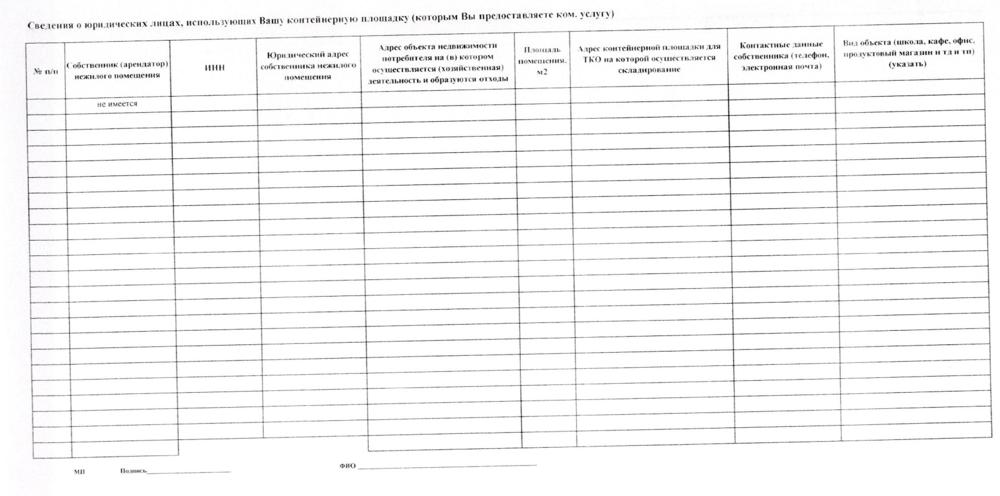 Сведения о юридических лицах, использующих Вашу контейнерную площадку (которым Вы предоставляете ком. услугу)
№ п/п
Собственник (арендатор)
нежилого помещения
ИНН
Юридический адрес
собственника нежилого
помещения
Адрес объекта недвижимости
потребителя на (в) котором
осуществляется (хозяйственная)
деятельность и образуются отходы
Площадь
помещения,
м2
Адрес контейнерной площадки для
ТКО на которой осуществляется
складирование
Контактные данные
собственника (телефон,
электронная почта)
Вид объекта (школа, кафе, офис,
продуктовый магазин и тд и тп)
(указать)
не имеется
МП Подпись
ФИО